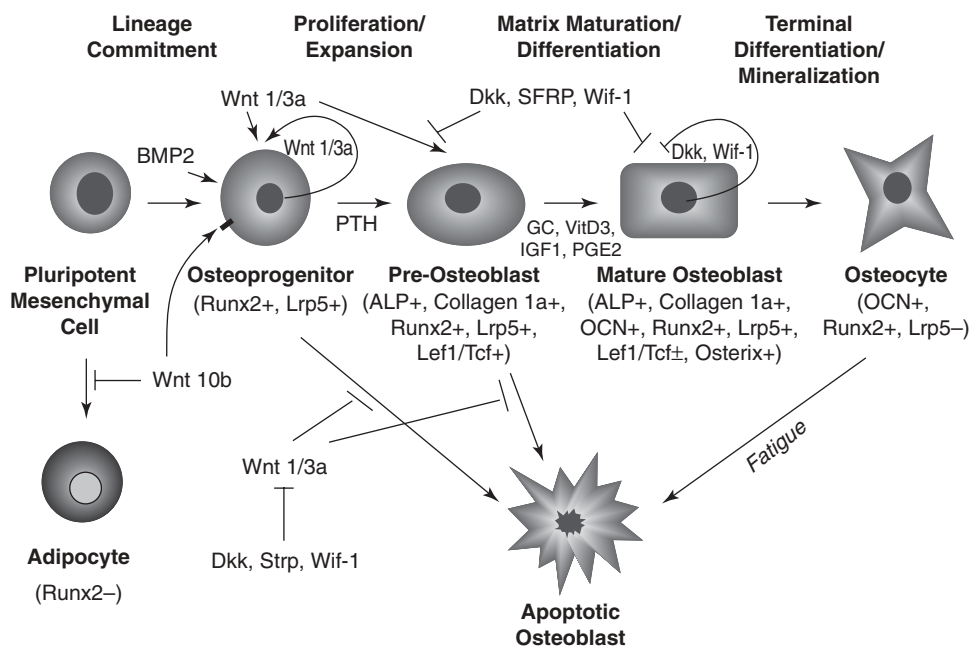 Lineage
Commitment
Proliferation/
Expansion
Matrix Maturation/
Differentiation
Terminal
Differentiation/
Mineralization
Wnt 1/3a
Dkk, SFRP, Wif-1
BMP2
Wnt 1/3a
Dkk, Wif-1
PTH
GC, VitD3,
IGF1, PGE2
Pluripotent
Mesenchymal
Cell
Osteoprogenitor
(Runx2+, Lrp5+)
Pre-Osteoblast
(ALP+, Collagen 1a+,
Runx2+, Lrp5+,
Lef1/Tcf+)
Mature Osteoblast
(ALP+, Collagen 1a+,
OCN+, Runx2+, Lrp5+,
Lef1/Tcf±, Osterix+)
Osteocyte
(OCN+,
Runx2+, Lrp5–)
Wnt 10b
Fatigue
Wnt 1/3a
Dkk, Strp, Wif-1
Adipocyte
(Runx2–)
Apoptotic
Osteoblast